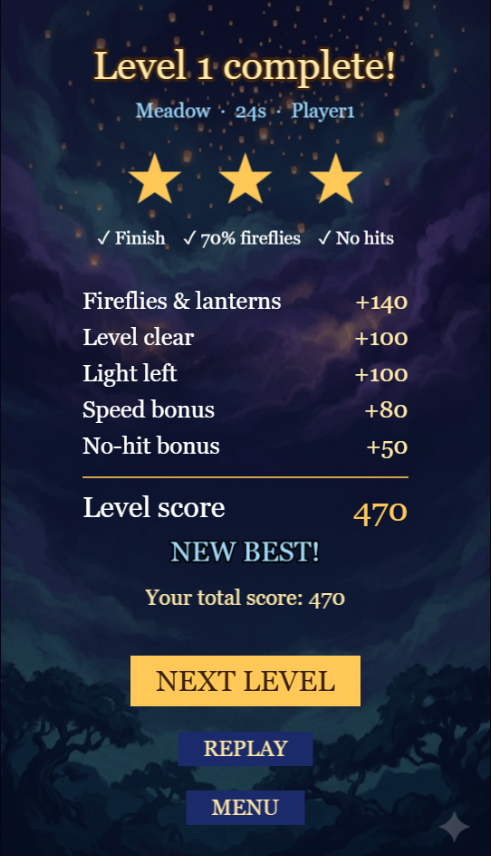 Level 1 complete!
Meadow · 24s · Player1
✓ Finish ✓ 70% fireflies ✓ No hits
Fireflies & lanterns +140
Level clear +100
Light left +100
Speed bonus +80
No-hit bonus +50
Level score 470
NEW BEST!
Your total score: 470
NEXT LEVEL
REPLAY
MENU